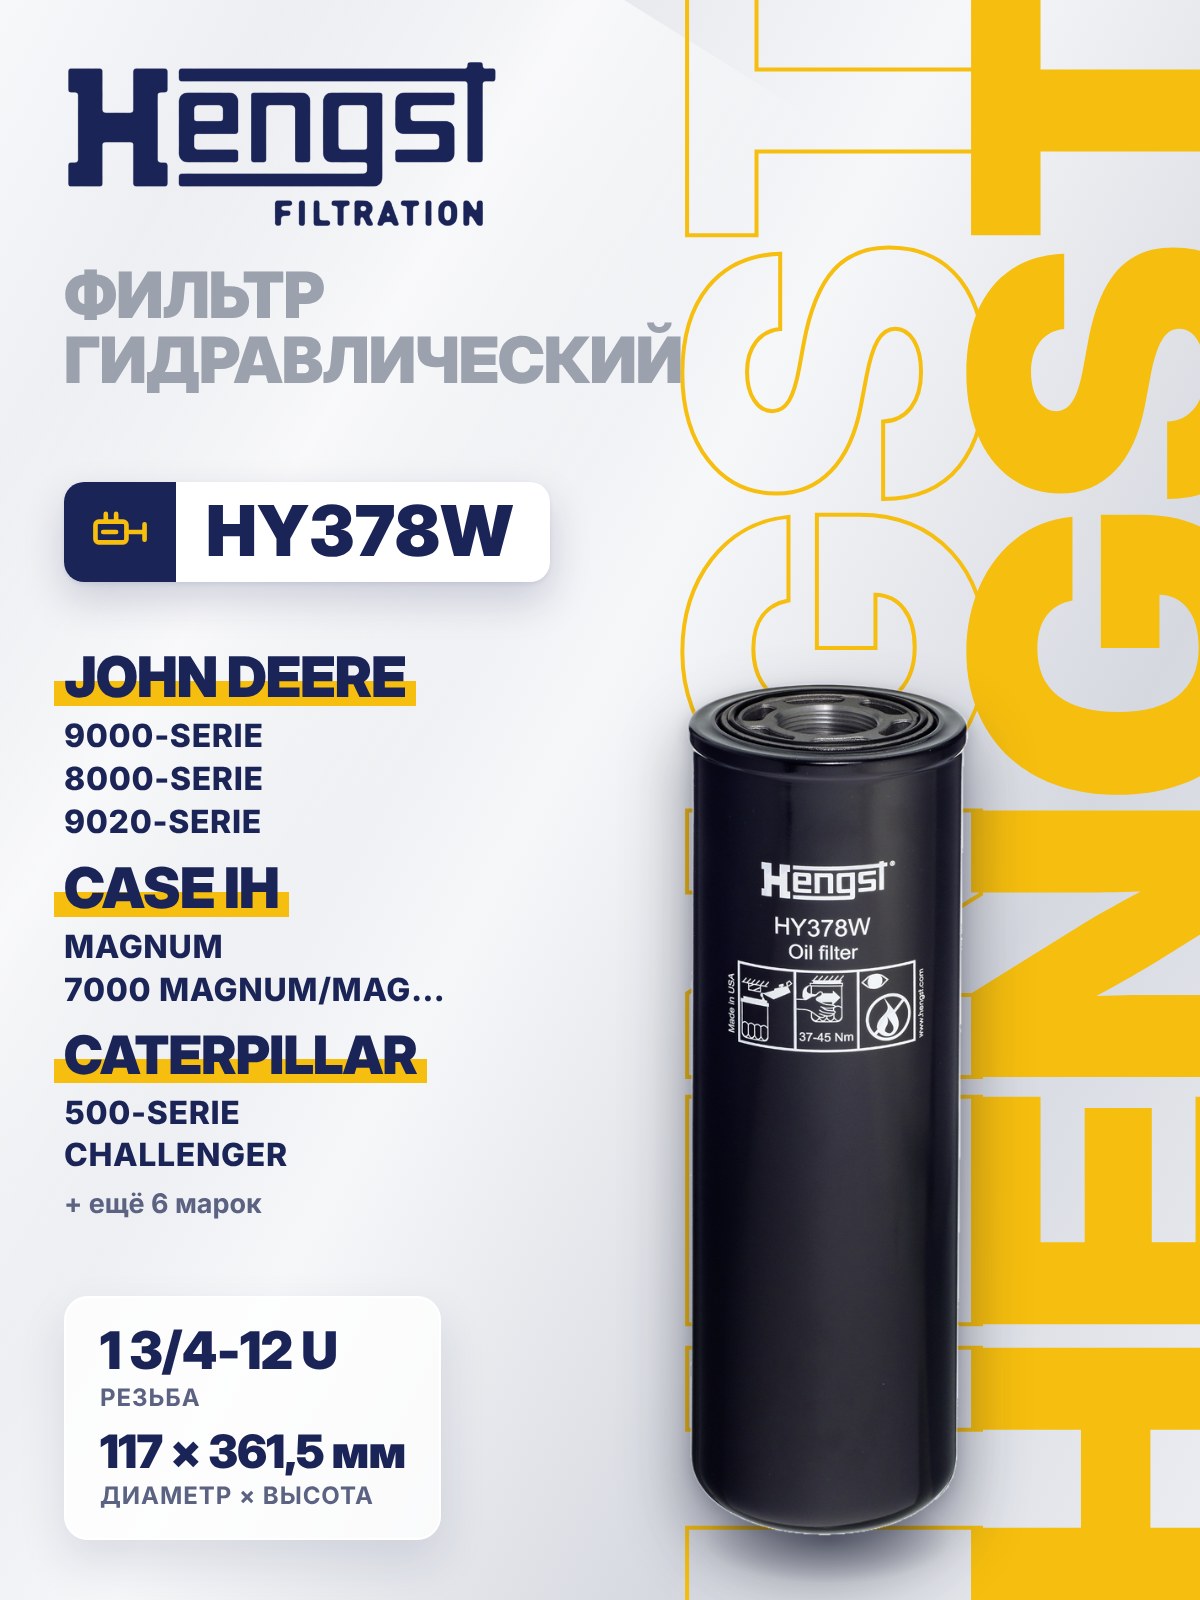 Hengst
FILTRATION
ФИЛЬТР
ГИДРАВЛИЧЕСКИЙ
HY378W
JOHN DEERE
9000-SERIE
8000-SERIE
9020-SERIE
CASE IH
MAGNUM
7000 MAGNUM/MAG...
CATERPILLAR
500-SERIE
CHALLENGER
+ ещё 6 марок
1 3/4-12 U
РЕЗЬБА
117 × 361,5 мм
ДИАМЕТР × ВЫСОТА
Hengst
HY378W
Oil filter
Made in USA
37-45 Nm
www.hengst.com
HENGST
HENGST